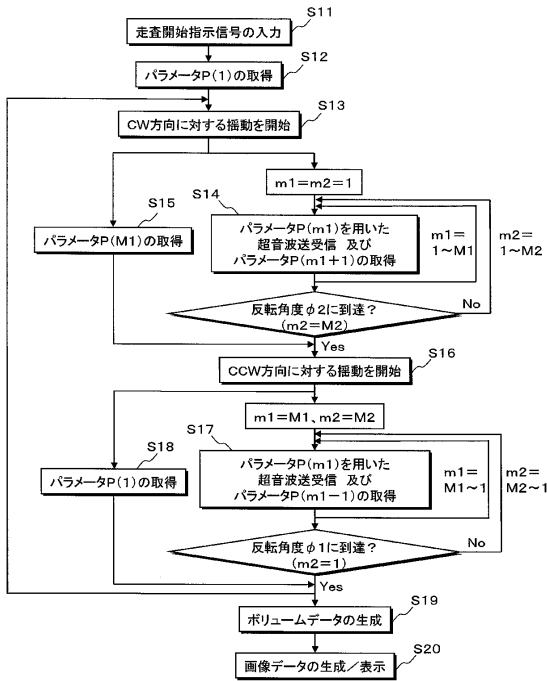 S11
走査開始指示信号の入力
S12
パラメータP(1)の取得
S13
CW方向に対する揺動を開始
m1=m2=1
S15
パラメータP(M1)の取得
S14
パラメータP(m1)を用いた
超音波送受信 及び
パラメータP(m1+1)の取得
m1=
1~M1
m2=
1~M2
反転角度φ2に到達?
(m2=M2)
No
Yes
S16
CCW方向に対する揺動を開始
m1=M1、m2=M2
S18
パラメータP(1)の取得
S17
パラメータP(m1)を用いた
超音波送受信 及び
パラメータP(m1-1)の取得
m1=
M1~1
m2=
M2~1
反転角度φ1に到達?
(m2=1)
No
Yes
S19
ボリュームデータの生成
S20
画像データの生成/表示